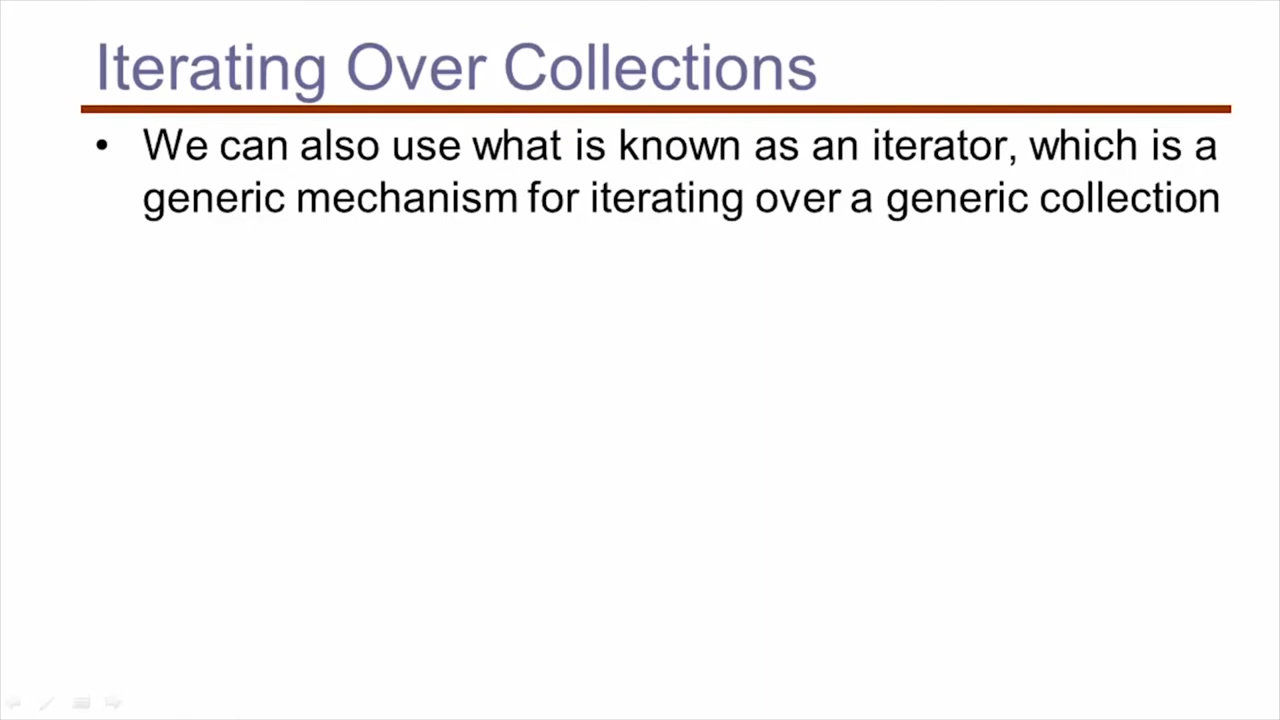 Iterating Over Collections
• We can also use what is known as an iterator, which is a
generic mechanism for iterating over a generic collection